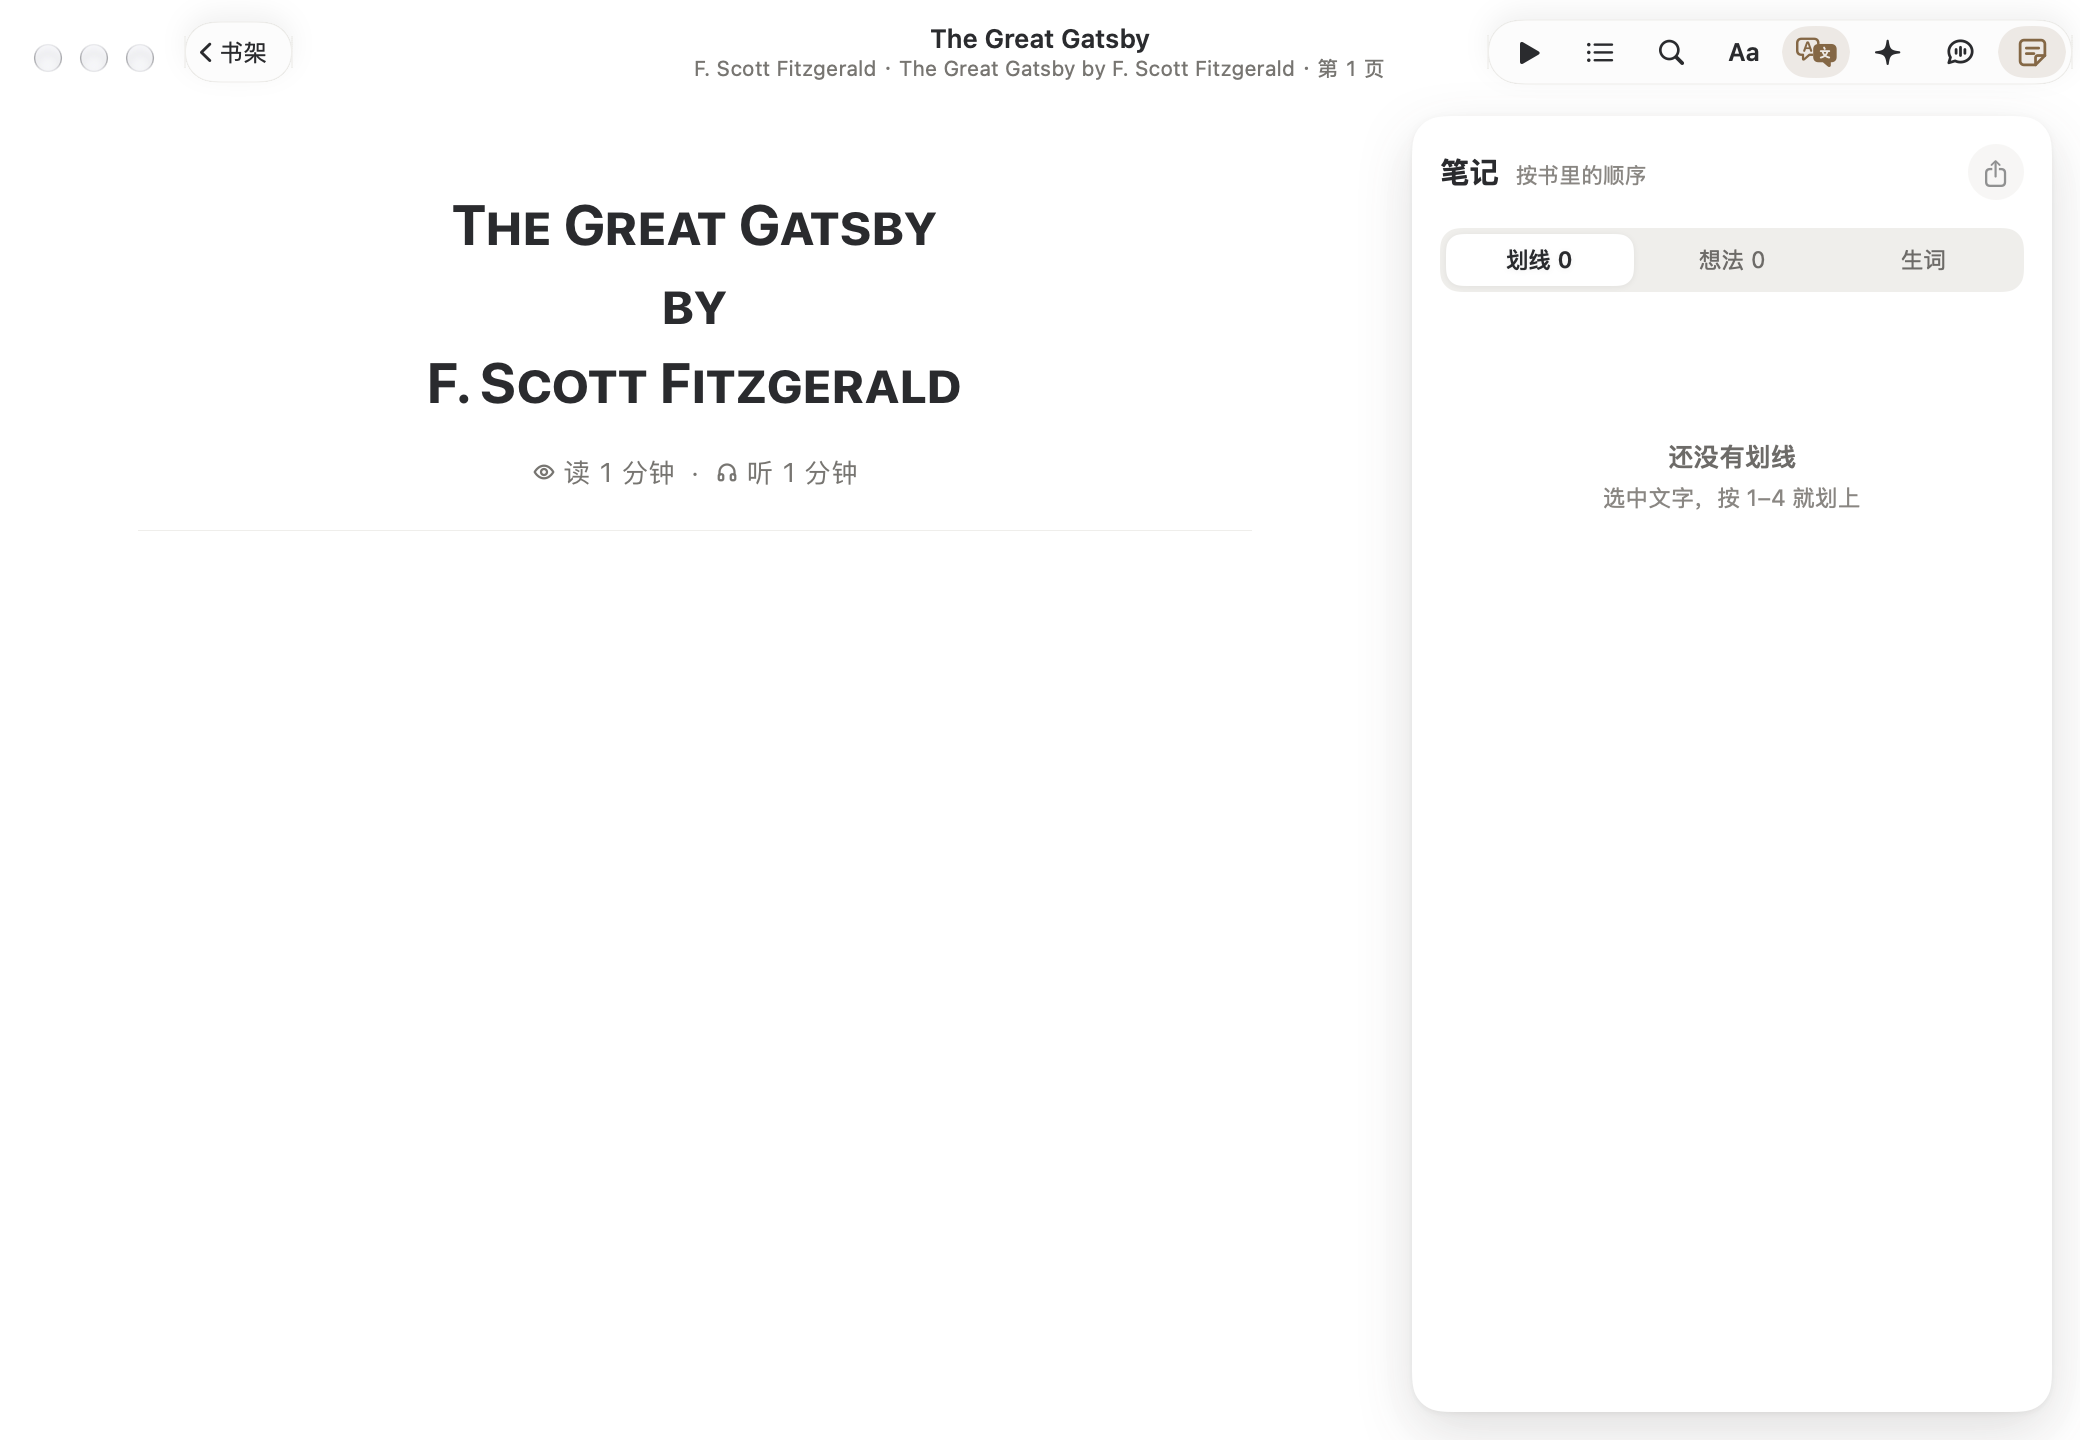 书架
The Great Gatsby
F. Scott Fitzgerald · The Great Gatsby by F. Scott Fitzgerald · 第 1 页
Aa
A 文
THE GREAT GATSBY
BY
F. SCOTT FITZGERALD
读 1 分钟 · 听 1 分钟
笔记 按书里的顺序
划线 0 想法 0 生词
还没有划线
选中文字，按 1–4 就划上